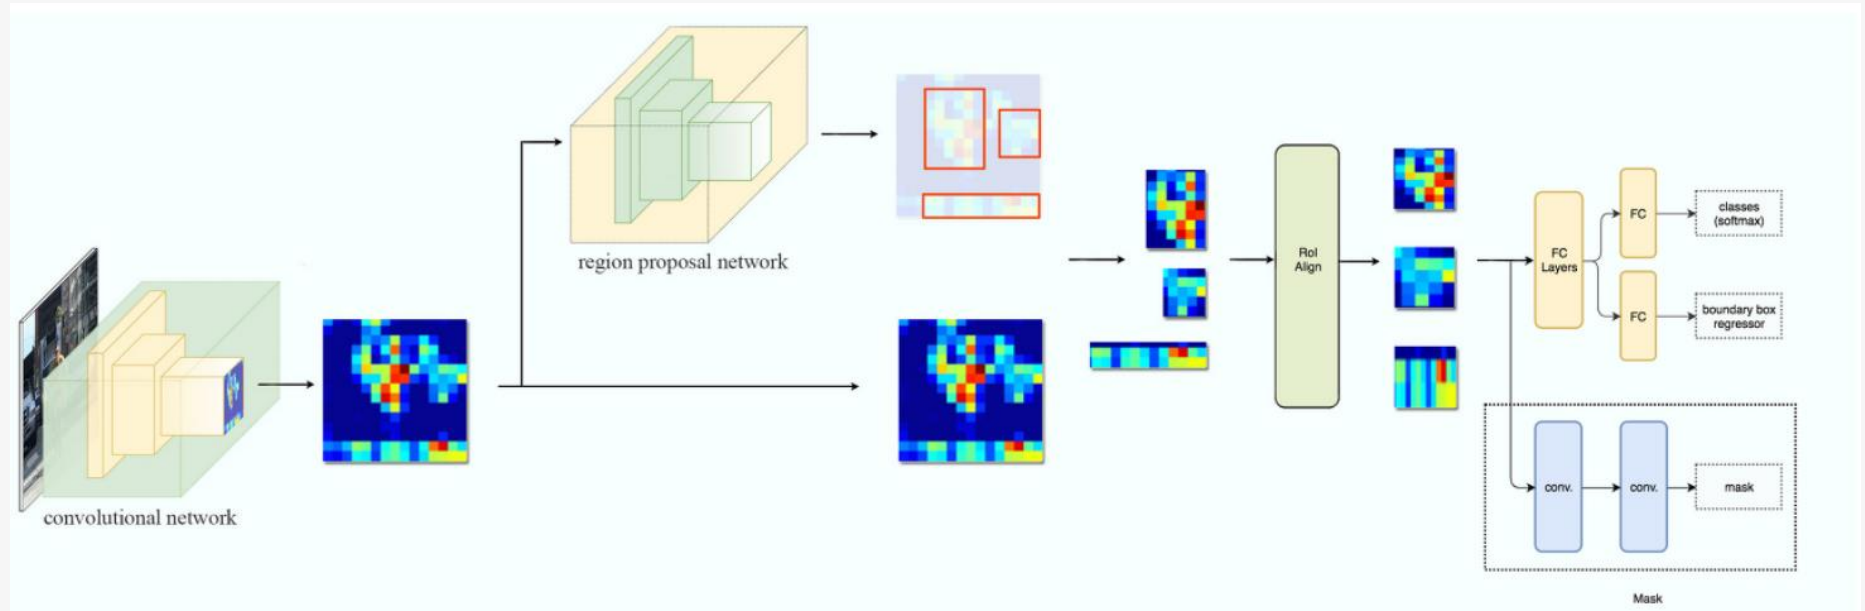 convolutional network
region proposal network
RoI
Align
FC
Layers
FC
classes
(softmax)
FC
boundary box
regressor
conv.
conv.
mask
Mask